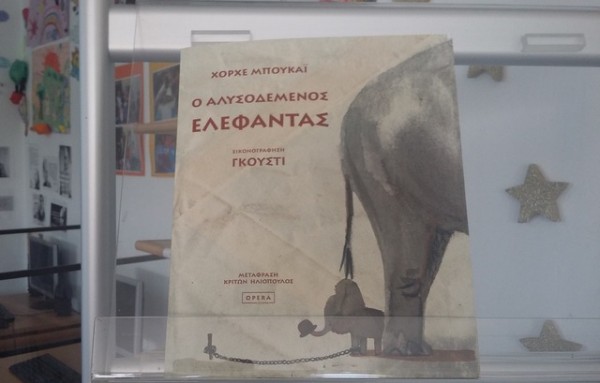 ΧΟΡΧΕ ΜΠΟΥΚΑΪ
Ο ΑΛΥΣΟΔΕΜΕΝΟΣ
ΕΛΕΦΑΝΤΑΣ
ΕΙΚΟΝΟΓΡΑΦΗΣΗ
ΓΚΟΥΣΤΙ
ΜΕΤΑΦΡΑΣΗ
ΚΡΙΤΩΝ ΗΛΙΟΠΟΥΛΟΣ
OPERA